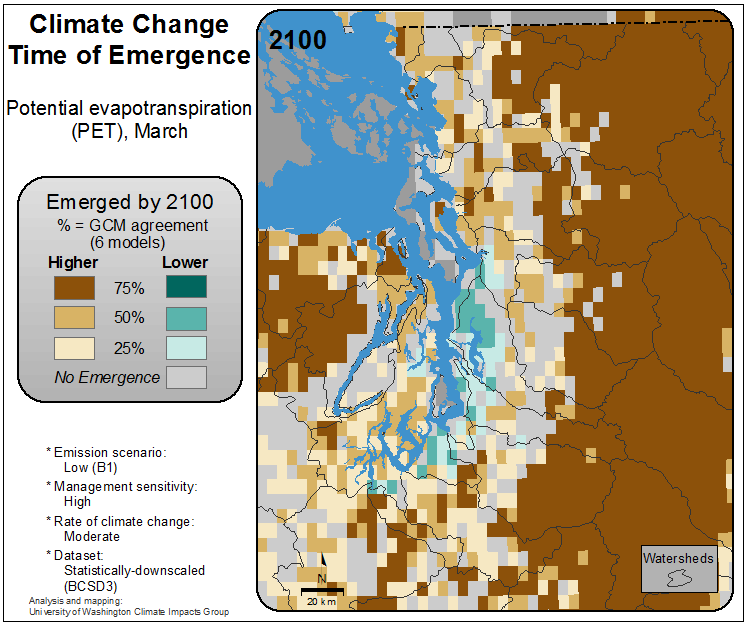 Climate Change
Time of Emergence
Potential evapotranspiration
(PET), March
Emerged by 2100
% = GCM agreement
(6 models)
Higher Lower
75%
50%
25%
No Emergence
* Emission scenario:
Low (B1)
* Management sensitivity:
High
* Rate of climate change:
Moderate
* Dataset:
Statistically-downscaled
(BCSD3)
Analysis and mapping:
University of Washington Climate Impacts Group
2100
N
20 km
Watersheds